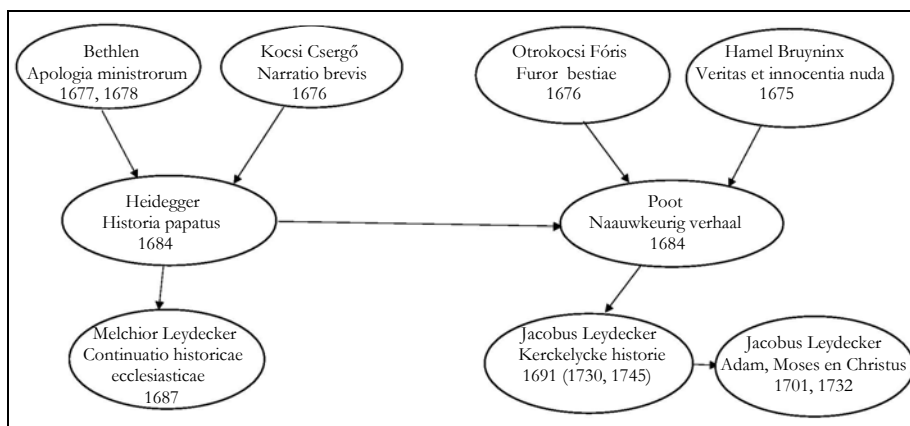 Bethlen
Apologia ministrorum
1677, 1678
Kocsi Csergő
Narratio brevis
1676
Otrokocsi Fóris
Furor bestiae
1676
Hamel Bruyninx
Veritas et innocentia nuda
1675
Heidegger
Historia papatus
1684
Poot
Naauwkeurig verhaal
1684
Melchior Leydecker
Continuatio historicae
ecclesiasticae
1687
Jacobus Leydecker
Kerckelycke historie
1691 (1730, 1745)
Jacobus Leydecker
Adam, Moses en Christus
1701, 1732